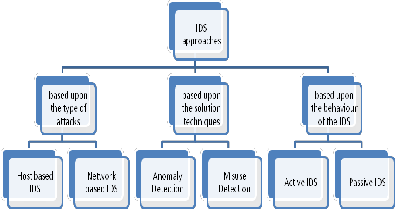 IDS
approaches
based upon
the type of
attacks
based upon
the solution
techniques
based upon
the behaviour
of the IDS
Host based
IDS
Network
based IDS
Anomaly
Detection
Misuse
Detection
Active IDS
Passive IDS